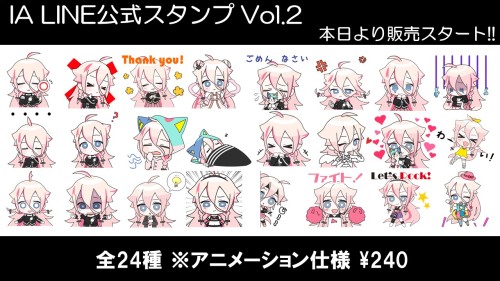 IA LINE公式スタンプ Vol.2
本日より販売スタート!!
Thank you!
ごめんなさい
?
わー
ファイト!
Let's Rock!
全24種 ※アニメーション仕様 ¥240